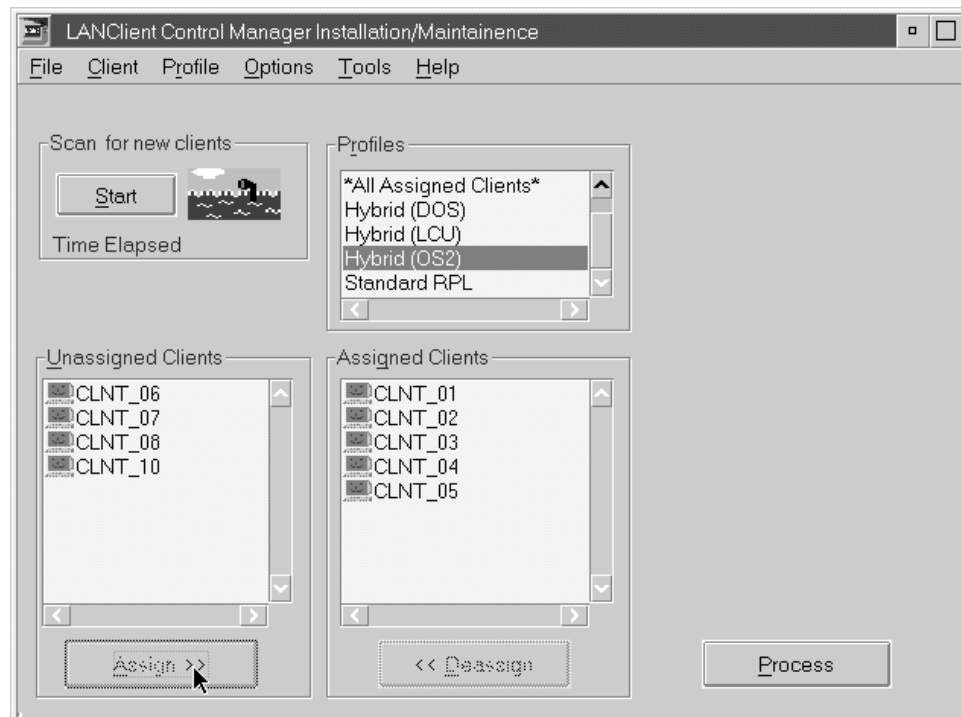 LANClient Control Manager Installation/Maintainence
File Client Profile Options Tools Help
Scan for new clients
Start
Time Elapsed
Profiles
*All Assigned Clients*
Hybrid (DOS)
Hybrid (LCU)
Hybrid (OS2)
Standard RPL
Unassigned Clients
CLNT_06
CLNT_07
CLNT_08
CLNT_10
Assign >>
Assigned Clients
CLNT_01
CLNT_02
CLNT_03
CLNT_04
CLNT_05
<< Deassign
Process